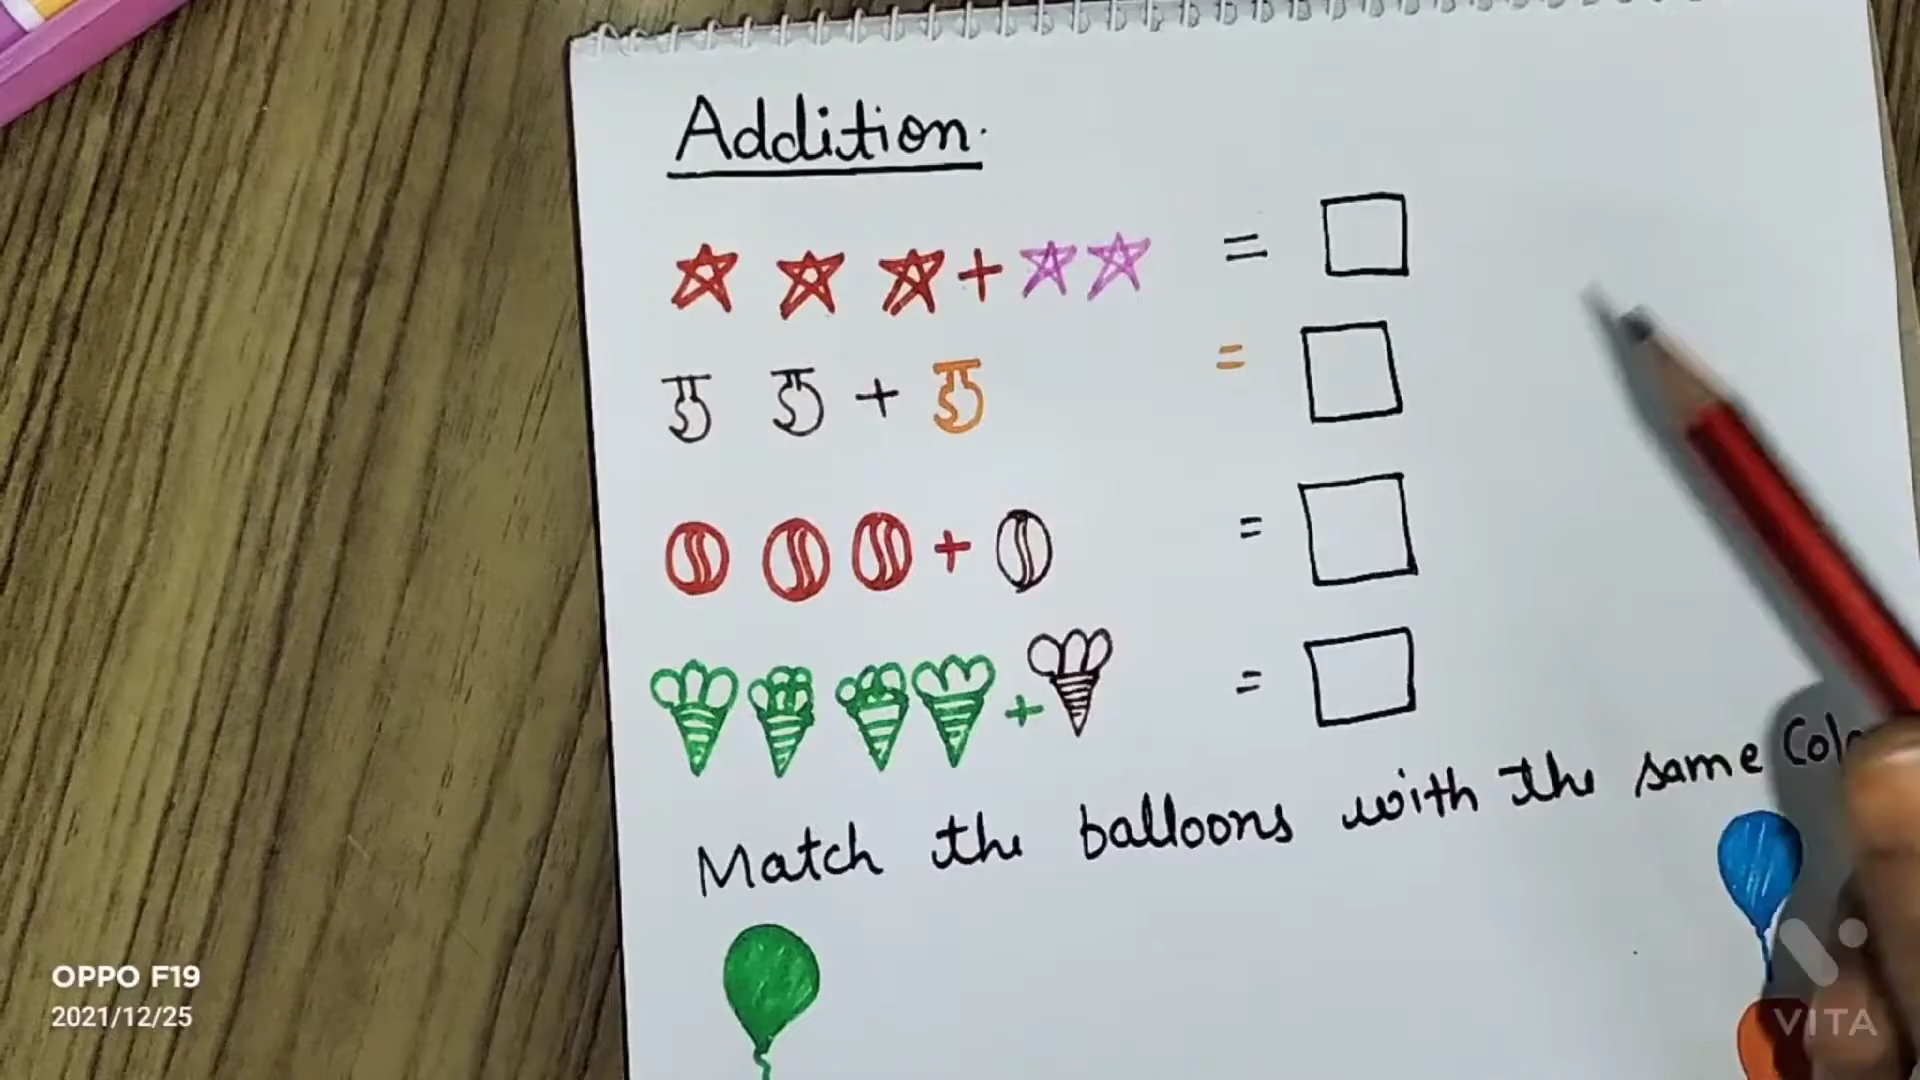 Addition.
+ =
+ =
+ =
+ =
Match the balloons with the same
OPPO F19
2021/12/25
VITA